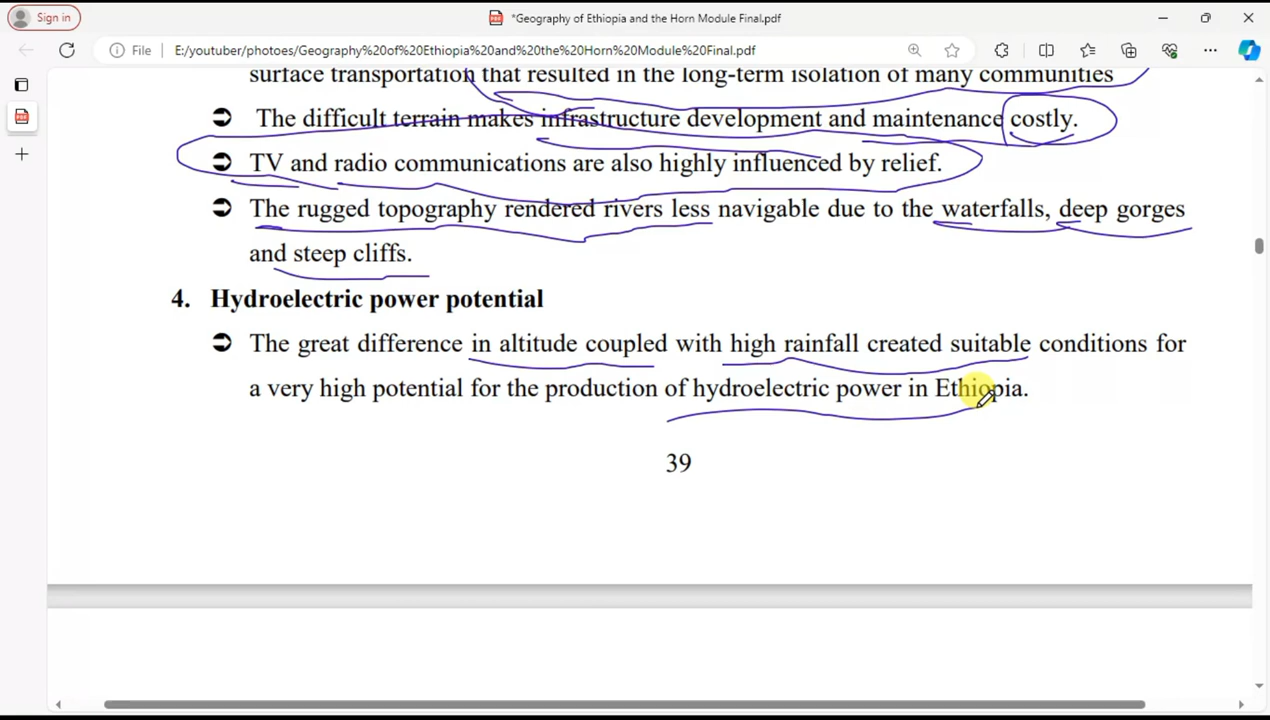 Sign in
*Geography of Ethiopia and the Horn Module Final.pdf
File
E:/youtuber/photoes/Geography%20of%20Ethiopia%20and%20the%20Horn%20Module%20Final.pdf
surface transportation that resulted in the long-term isolation of many communities
➲ The difficult terrain makes infrastructure development and maintenance costly.
➲ TV and radio communications are also highly influenced by relief.
➲ The rugged topography rendered rivers less navigable due to the waterfalls, deep gorges
and steep cliffs.
4. Hydroelectric power potential
➲ The great difference in altitude coupled with high rainfall created suitable conditions for
a very high potential for the production of hydroelectric power in Ethiopia.
39